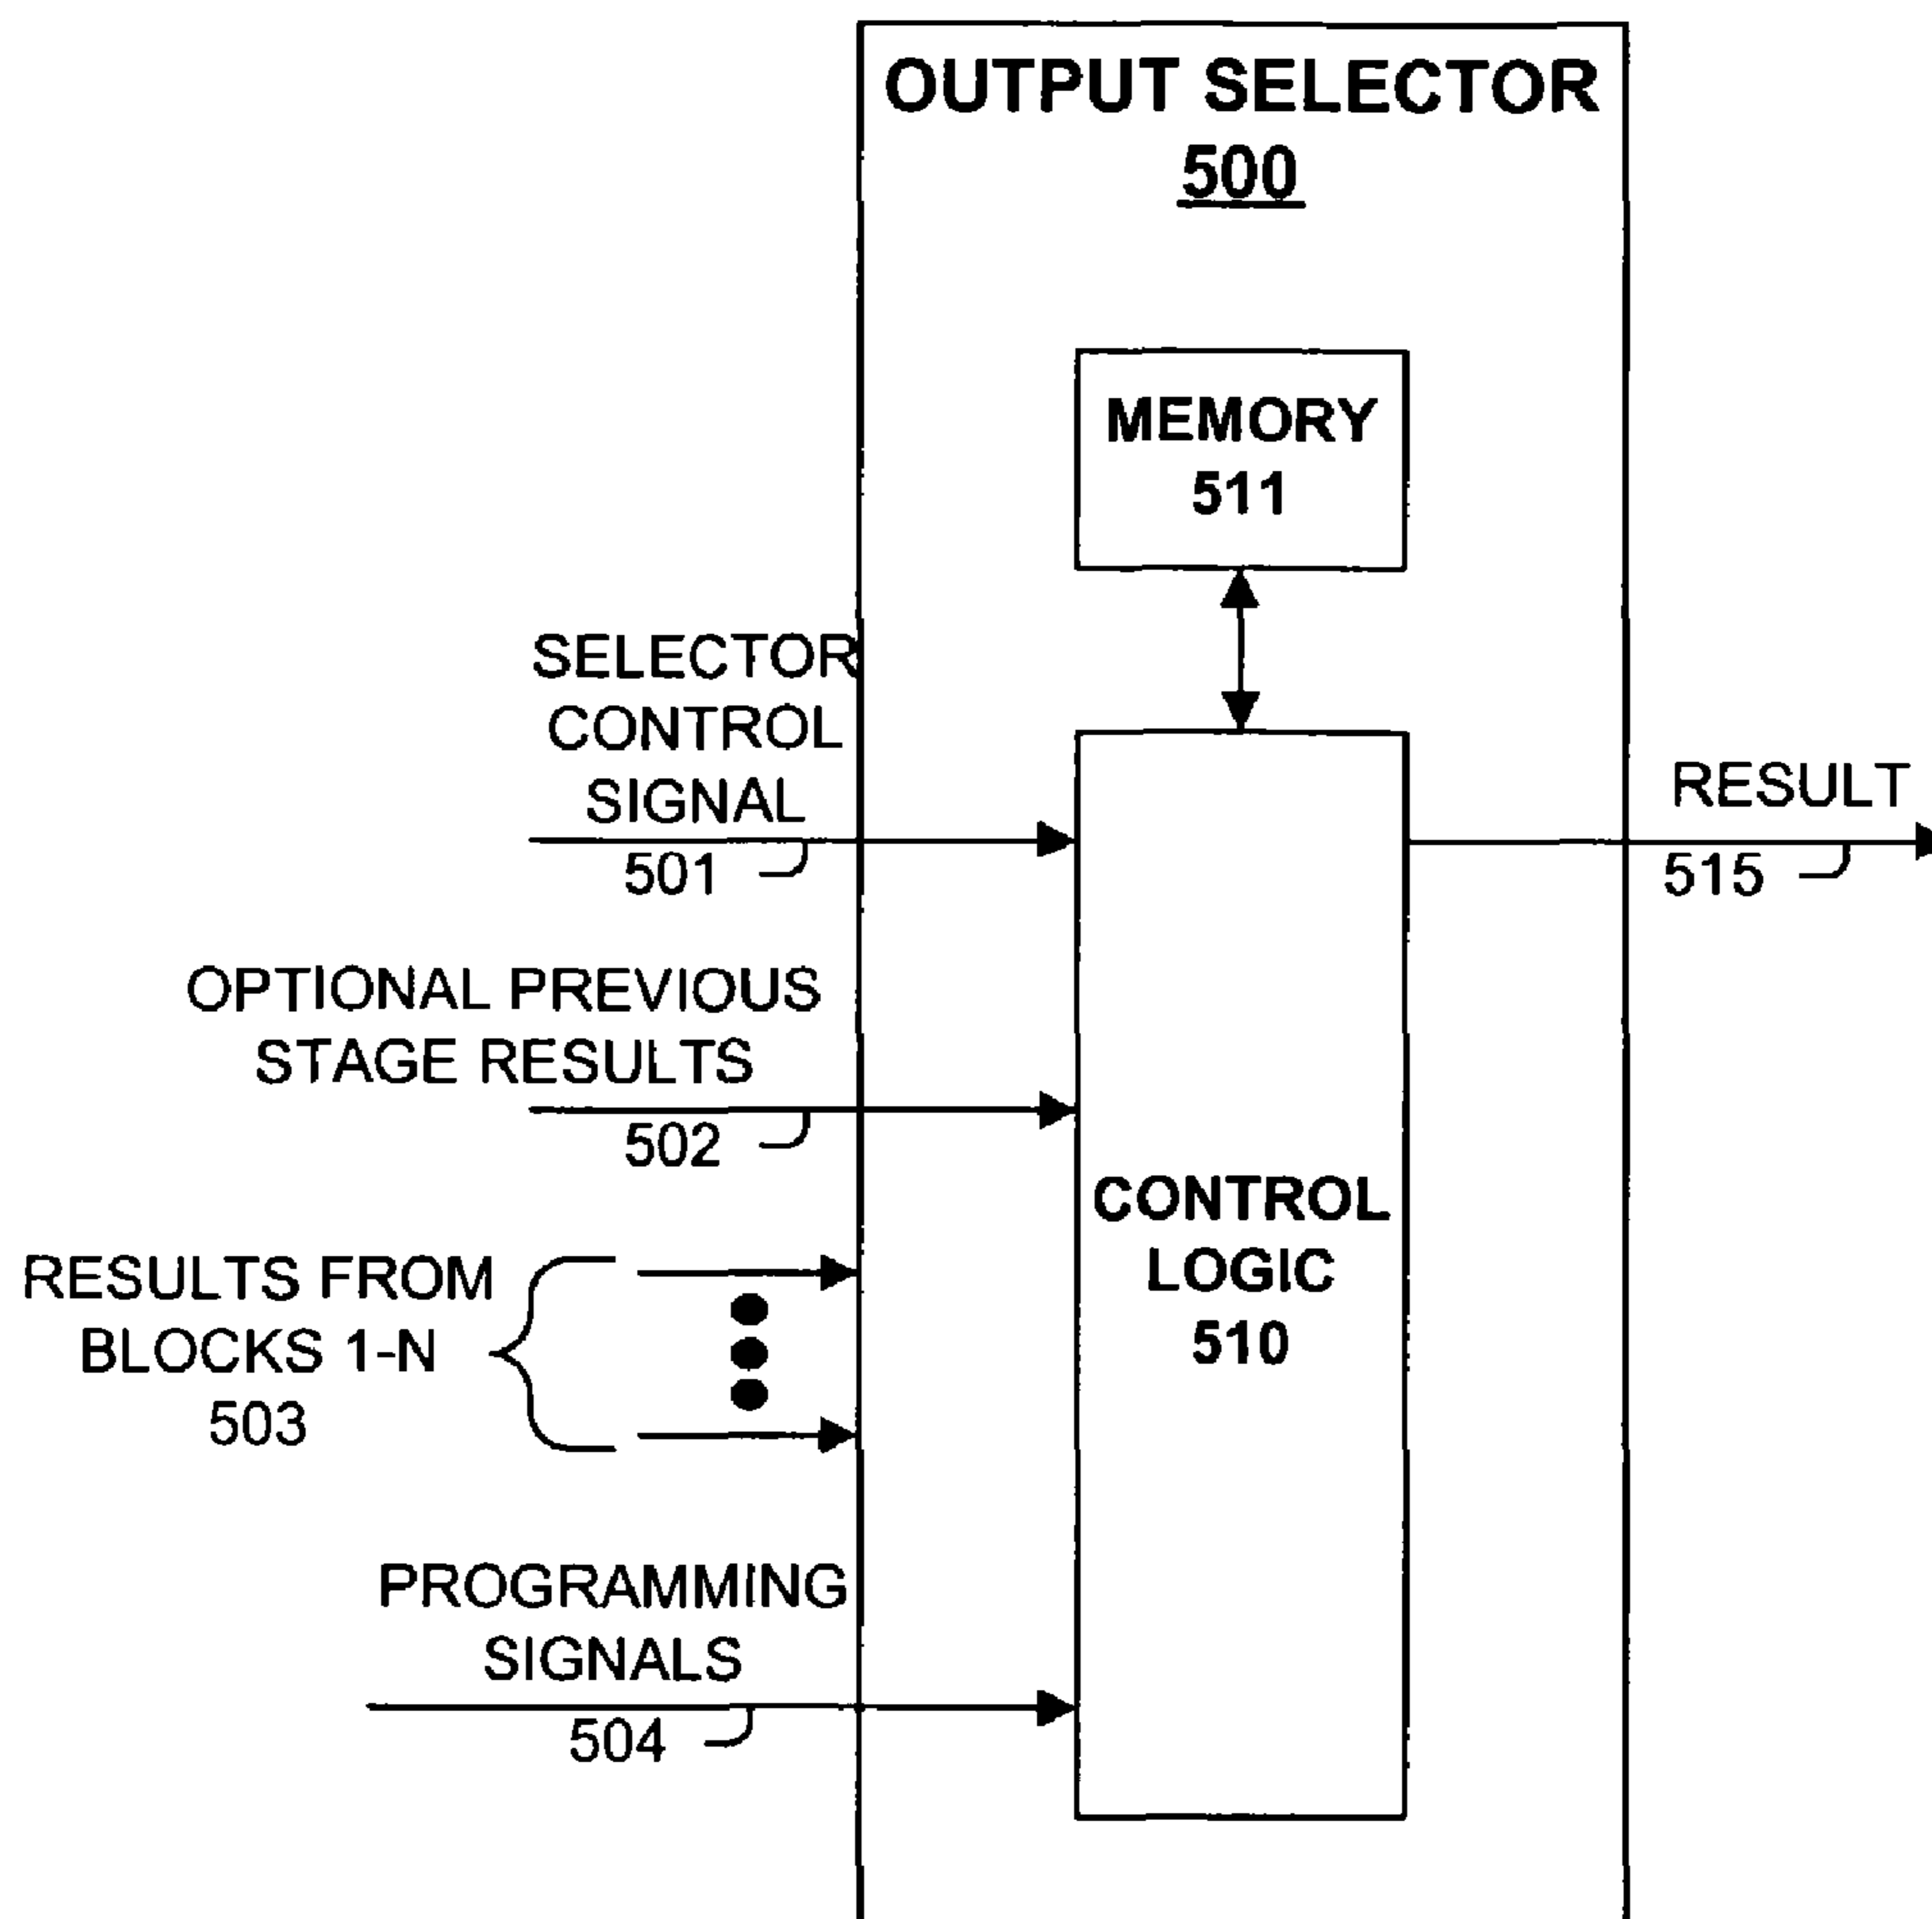 OUTPUT SELECTOR
500
MEMORY
511
SELECTOR
CONTROL
SIGNAL
501
RESULT
515
OPTIONAL PREVIOUS
STAGE RESULTS
502
CONTROL
LOGIC
510
RESULTS FROM
BLOCKS 1-N
503
PROGRAMMING
SIGNALS
504